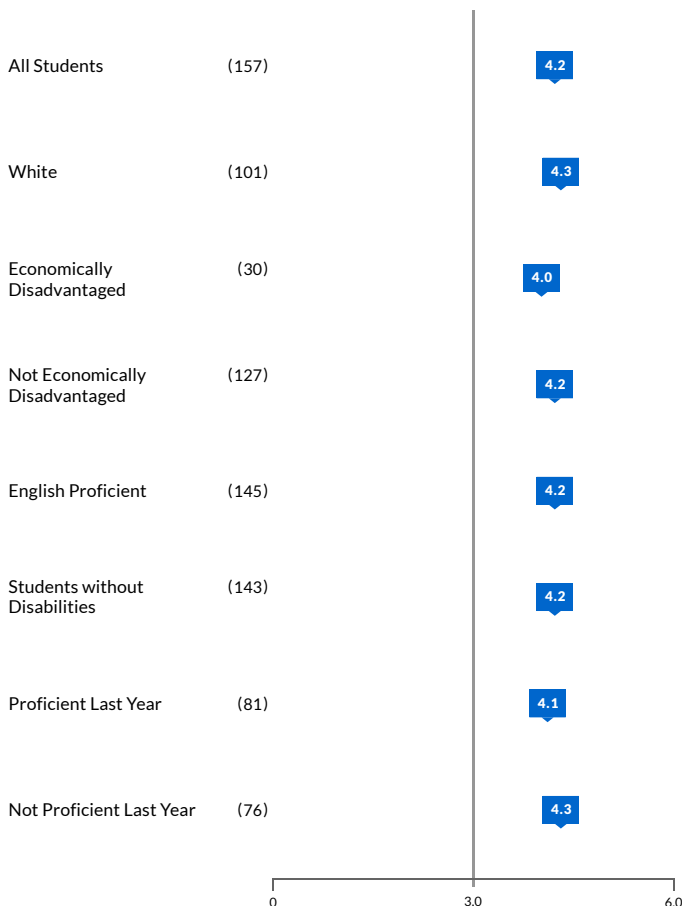 All Students (157) 4.2
White (101) 4.3
Economically (30) 4.0
Disadvantaged
Not Economically (127) 4.2
Disadvantaged
English Proficient (145) 4.2
Students without (143) 4.2
Disabilities
Proficient Last Year (81) 4.1
Not Proficient Last Year (76) 4.3
0 3.0 6.0